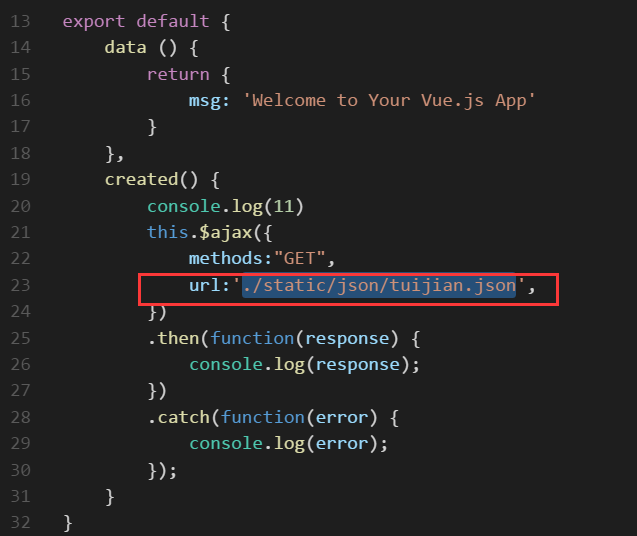 13 export default {
14 data () {
15 return {
16 msg: 'Welcome to Your Vue.js App'
17 }
18 },
19 created() {
20 console.log(11)
21 this.$ajax({
22 methods:"GET",
23 url:'./static/json/tuijian.json',
24 })
25 .then(function(response) {
26 console.log(response);
27 })
28 .catch(function(error) {
29 console.log(error);
30 });
31 }
32 }